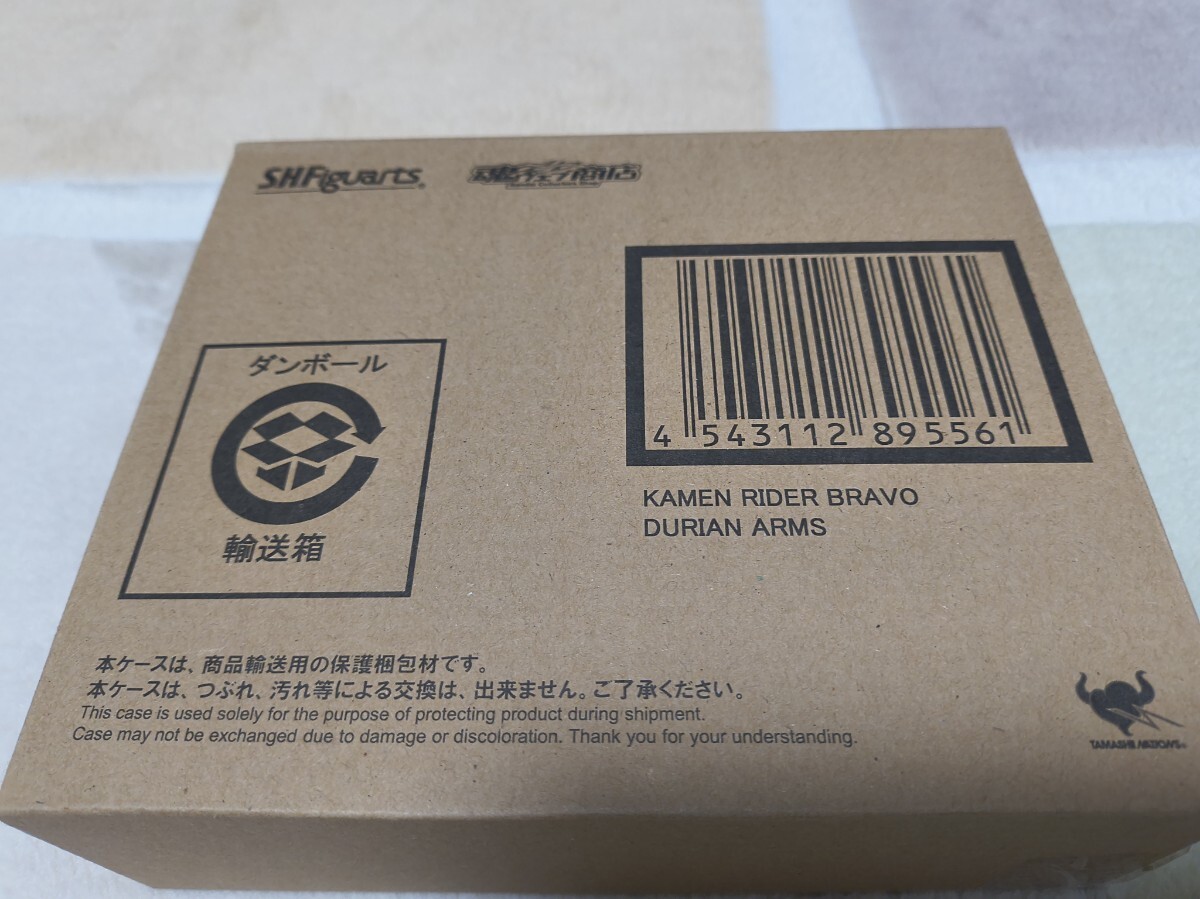 S.H.Figuarts
魂ウェブ商店
4 543112 895561
KAMEN RIDER BRAVO
DURIAN ARMS
ダンボール
輸送箱
本ケースは、商品輸送用の保護梱包材です。
本ケースは、つぶれ、汚れ等による交換は、出来ません。ご了承ください。
This case is used solely for the purpose of protecting product during shipment.
Case may not be exchanged due to damage or discoloration. Thank you for your understanding.
TAMASHII NATIONS